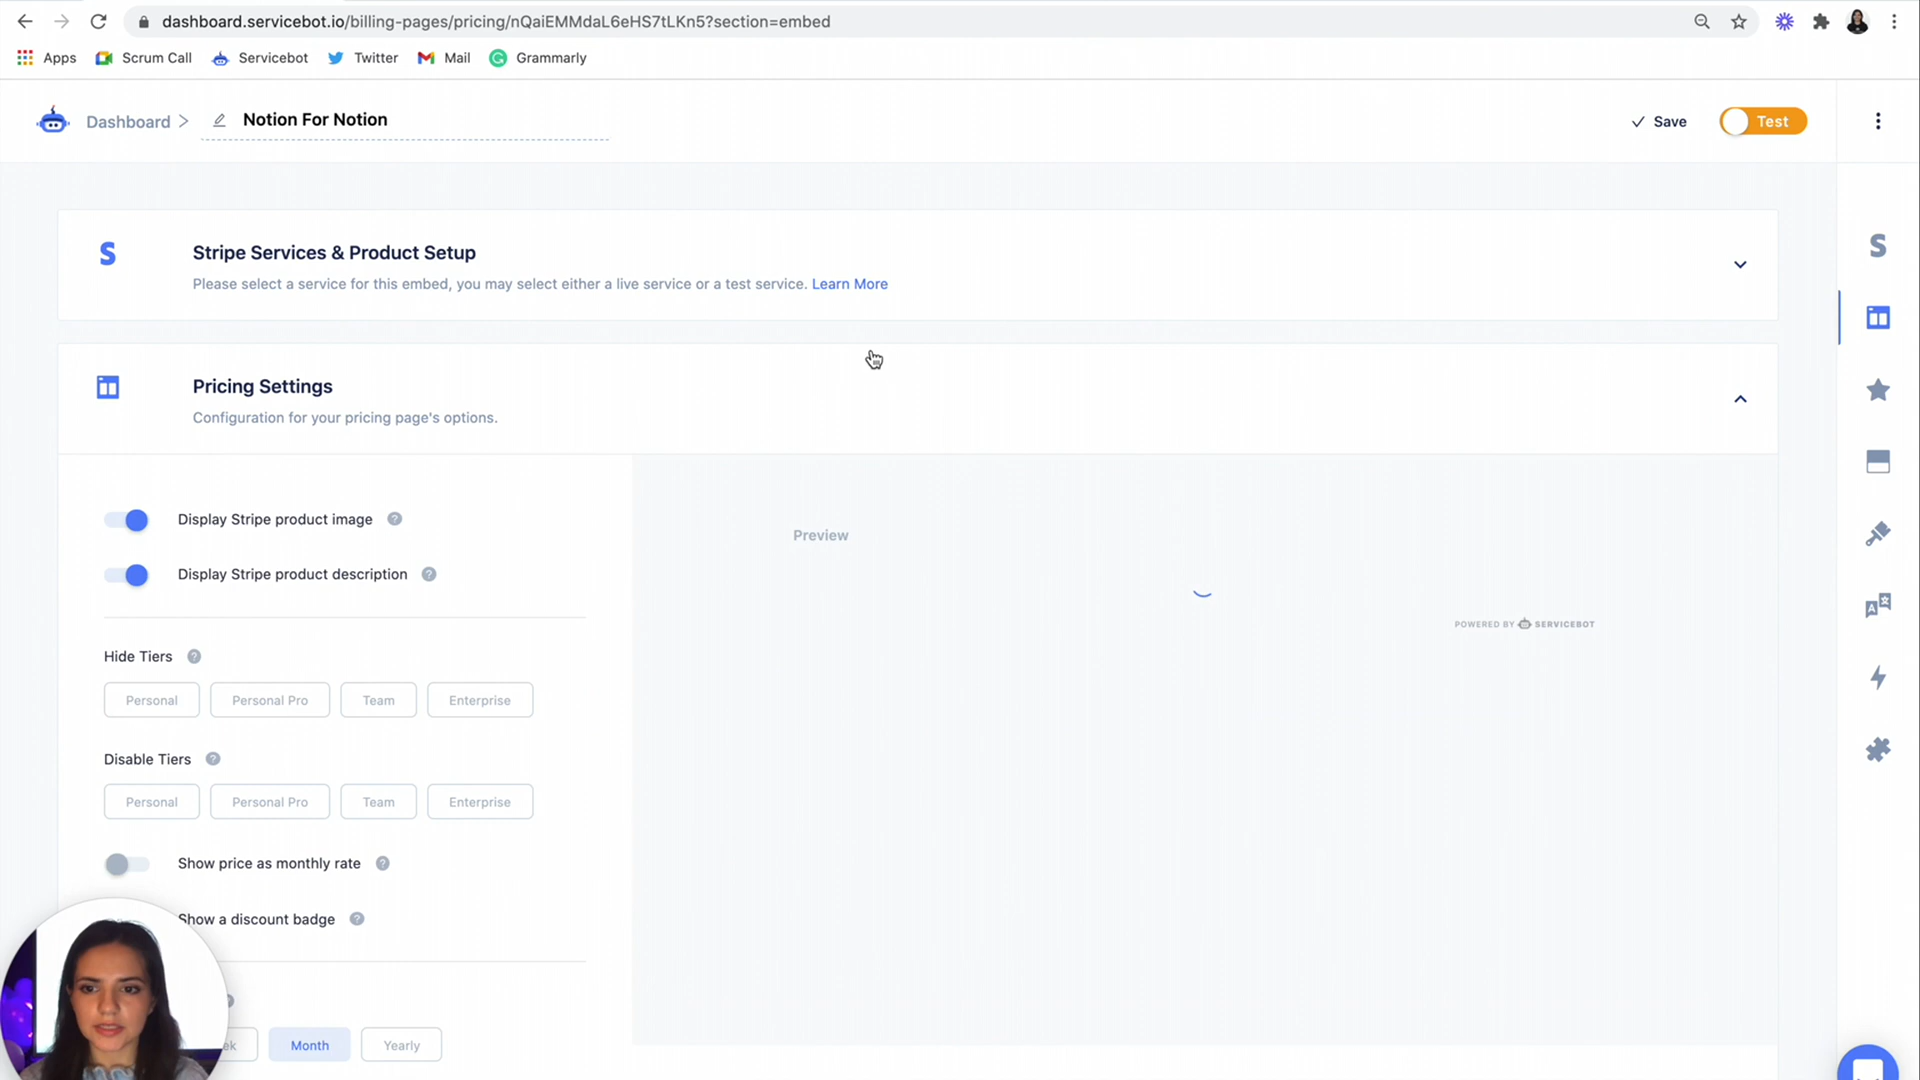 dashboard.servicebot.io/billing-pages/pricing/nQaiEMMdaL6eHS7tLKn5?section=embed
Apps Scrum Call Servicebot Twitter Mail Grammarly
Dashboard > Notion For Notion Save Test
Stripe Services & Product Setup
Please select a service for this embed, you may select either a live service or a test service. Learn More
Pricing Settings
Configuration for your pricing page's options.
Display Stripe product image ?
Preview
Display Stripe product description ?
POWERED BY SERVICEBOT
Hide Tiers ?
Personal Personal Pro Team Enterprise
Disable Tiers ?
Personal Personal Pro Team Enterprise
Show price as monthly rate ?
Show a discount badge ?
Month Yearly